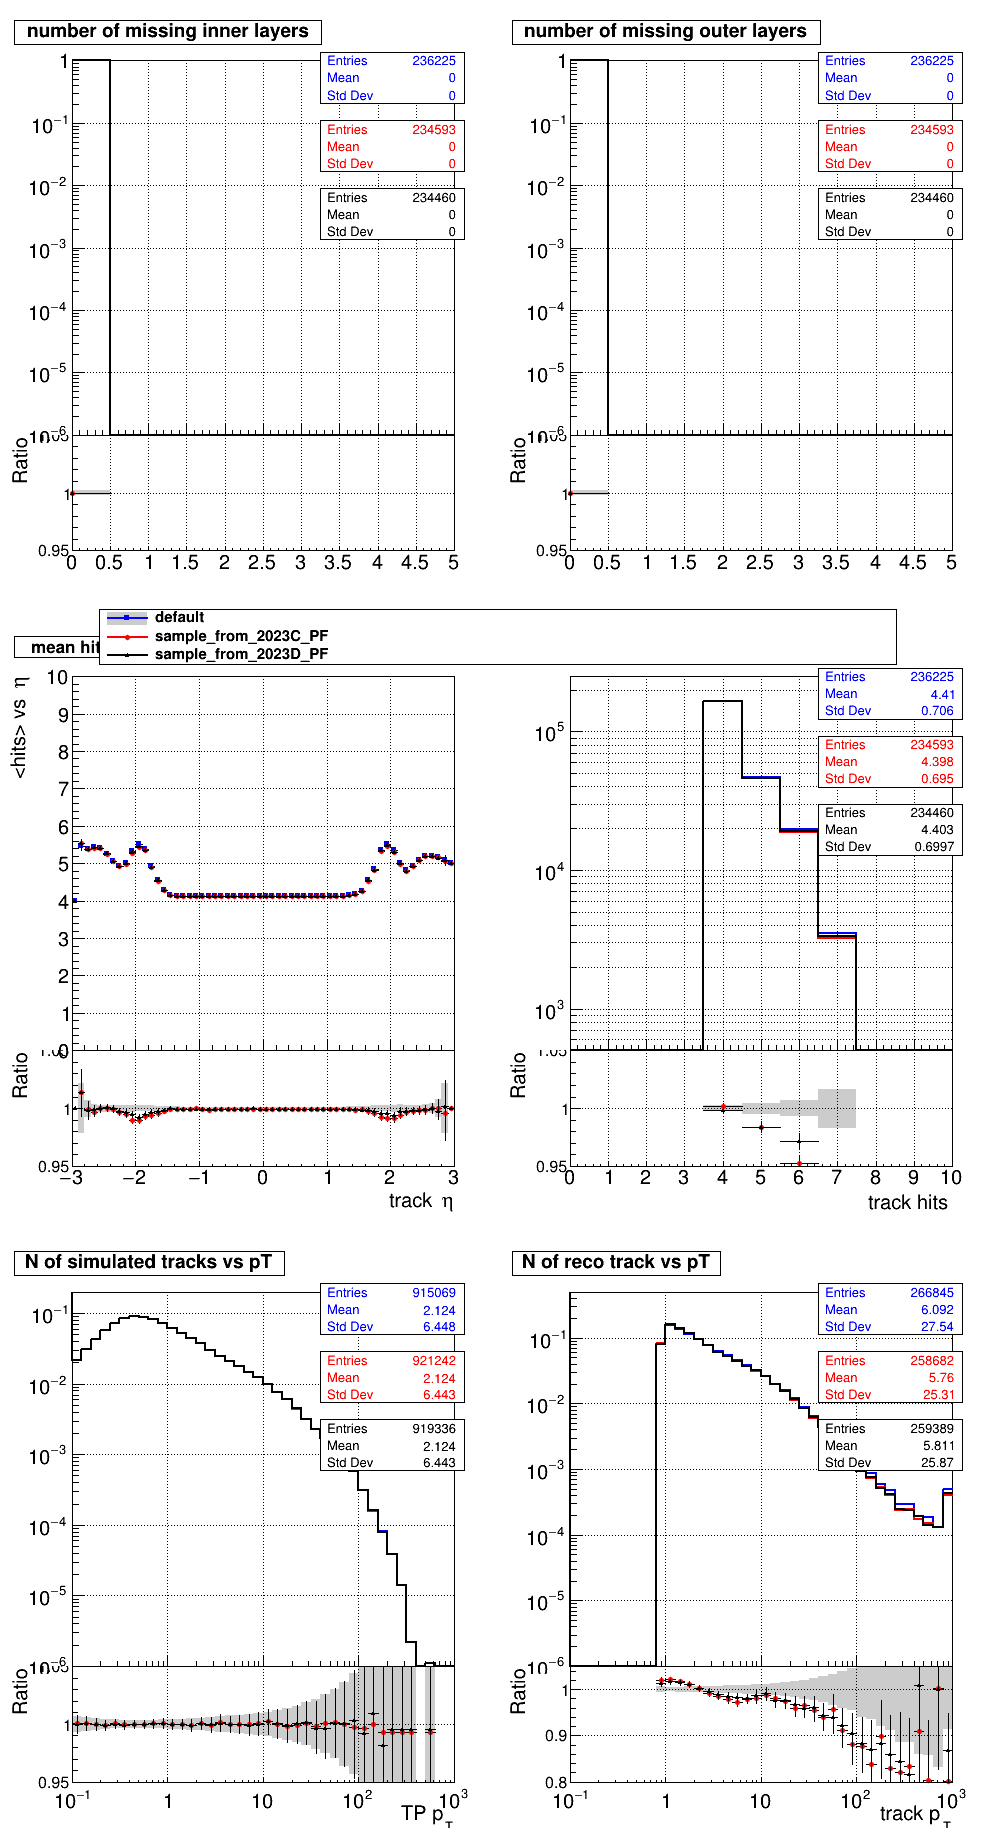 number of missing inner layers
number of missing outer layers
Entries 236225
Mean 0
Std Dev 0
Entries 234593
Mean 0
Std Dev 0
Entries 234460
Mean 0
Std Dev 0
1
10⁻¹
10⁻²
10⁻³
10⁻⁴
10⁻⁵
10⁻⁶
Ratio
1
0.95
0 0.5 1 1.5 2 2.5 3 3.5 4 4.5 5
Entries 236225
Mean 0
Std Dev 0
Entries 234593
Mean 0
Std Dev 0
Entries 234460
Mean 0
Std Dev 0
1
10⁻¹
10⁻²
10⁻³
10⁻⁴
10⁻⁵
10⁻⁶
Ratio
1
0.95
0 0.5 1 1.5 2 2.5 3 3.5 4 4.5 5
default
sample_from_2023C_PF
sample_from_2023D_PF
mean hit
<hits> vs η
10
9
8
7
6
5
4
3
2
1
0
Ratio
1
0.95
−3 −2 −1 0 1 2 3
track η
Entries 236225
Mean 4.41
Std Dev 0.706
Entries 234593
Mean 4.398
Std Dev 0.695
Entries 234460
Mean 4.403
Std Dev 0.6997
10⁵
10⁴
10³
1.05
Ratio
1
0.95
0 1 2 3 4 5 6 7 8 9 10
track hits
N of simulated tracks vs pT
N of reco track vs pT
Entries 915069
Mean 2.124
Std Dev 6.448
Entries 921242
Mean 2.124
Std Dev 6.443
Entries 919336
Mean 2.124
Std Dev 6.443
10⁻¹
10⁻²
10⁻³
10⁻⁴
10⁻⁵
10⁻⁶
Ratio
1
0.95
10⁻¹ 1 10 10² 10³
TP p_T
Entries 266845
Mean 6.092
Std Dev 27.54
Entries 258682
Mean 5.76
Std Dev 25.31
Entries 259389
Mean 5.811
Std Dev 25.87
10⁻¹
10⁻²
10⁻³
10⁻⁴
10⁻⁵
10⁻⁶
Ratio
1
0.9
0.8
10⁻¹ 1 10 10² 10³
track p_T